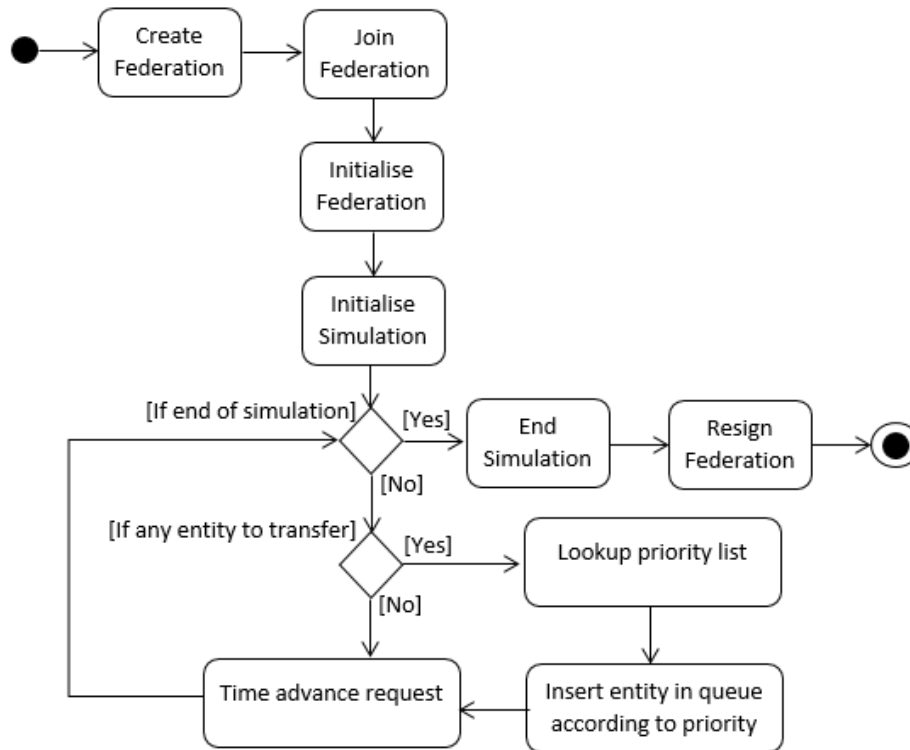 Create
Federation
Join
Federation
Initialise
Federation
Initialise
Simulation
[If end of simulation]
[Yes]
End
Simulation
Resign
Federation
[No]
[If any entity to transfer]
[Yes]
Lookup priority list
[No]
Time advance request
Insert entity in queue
according to priority